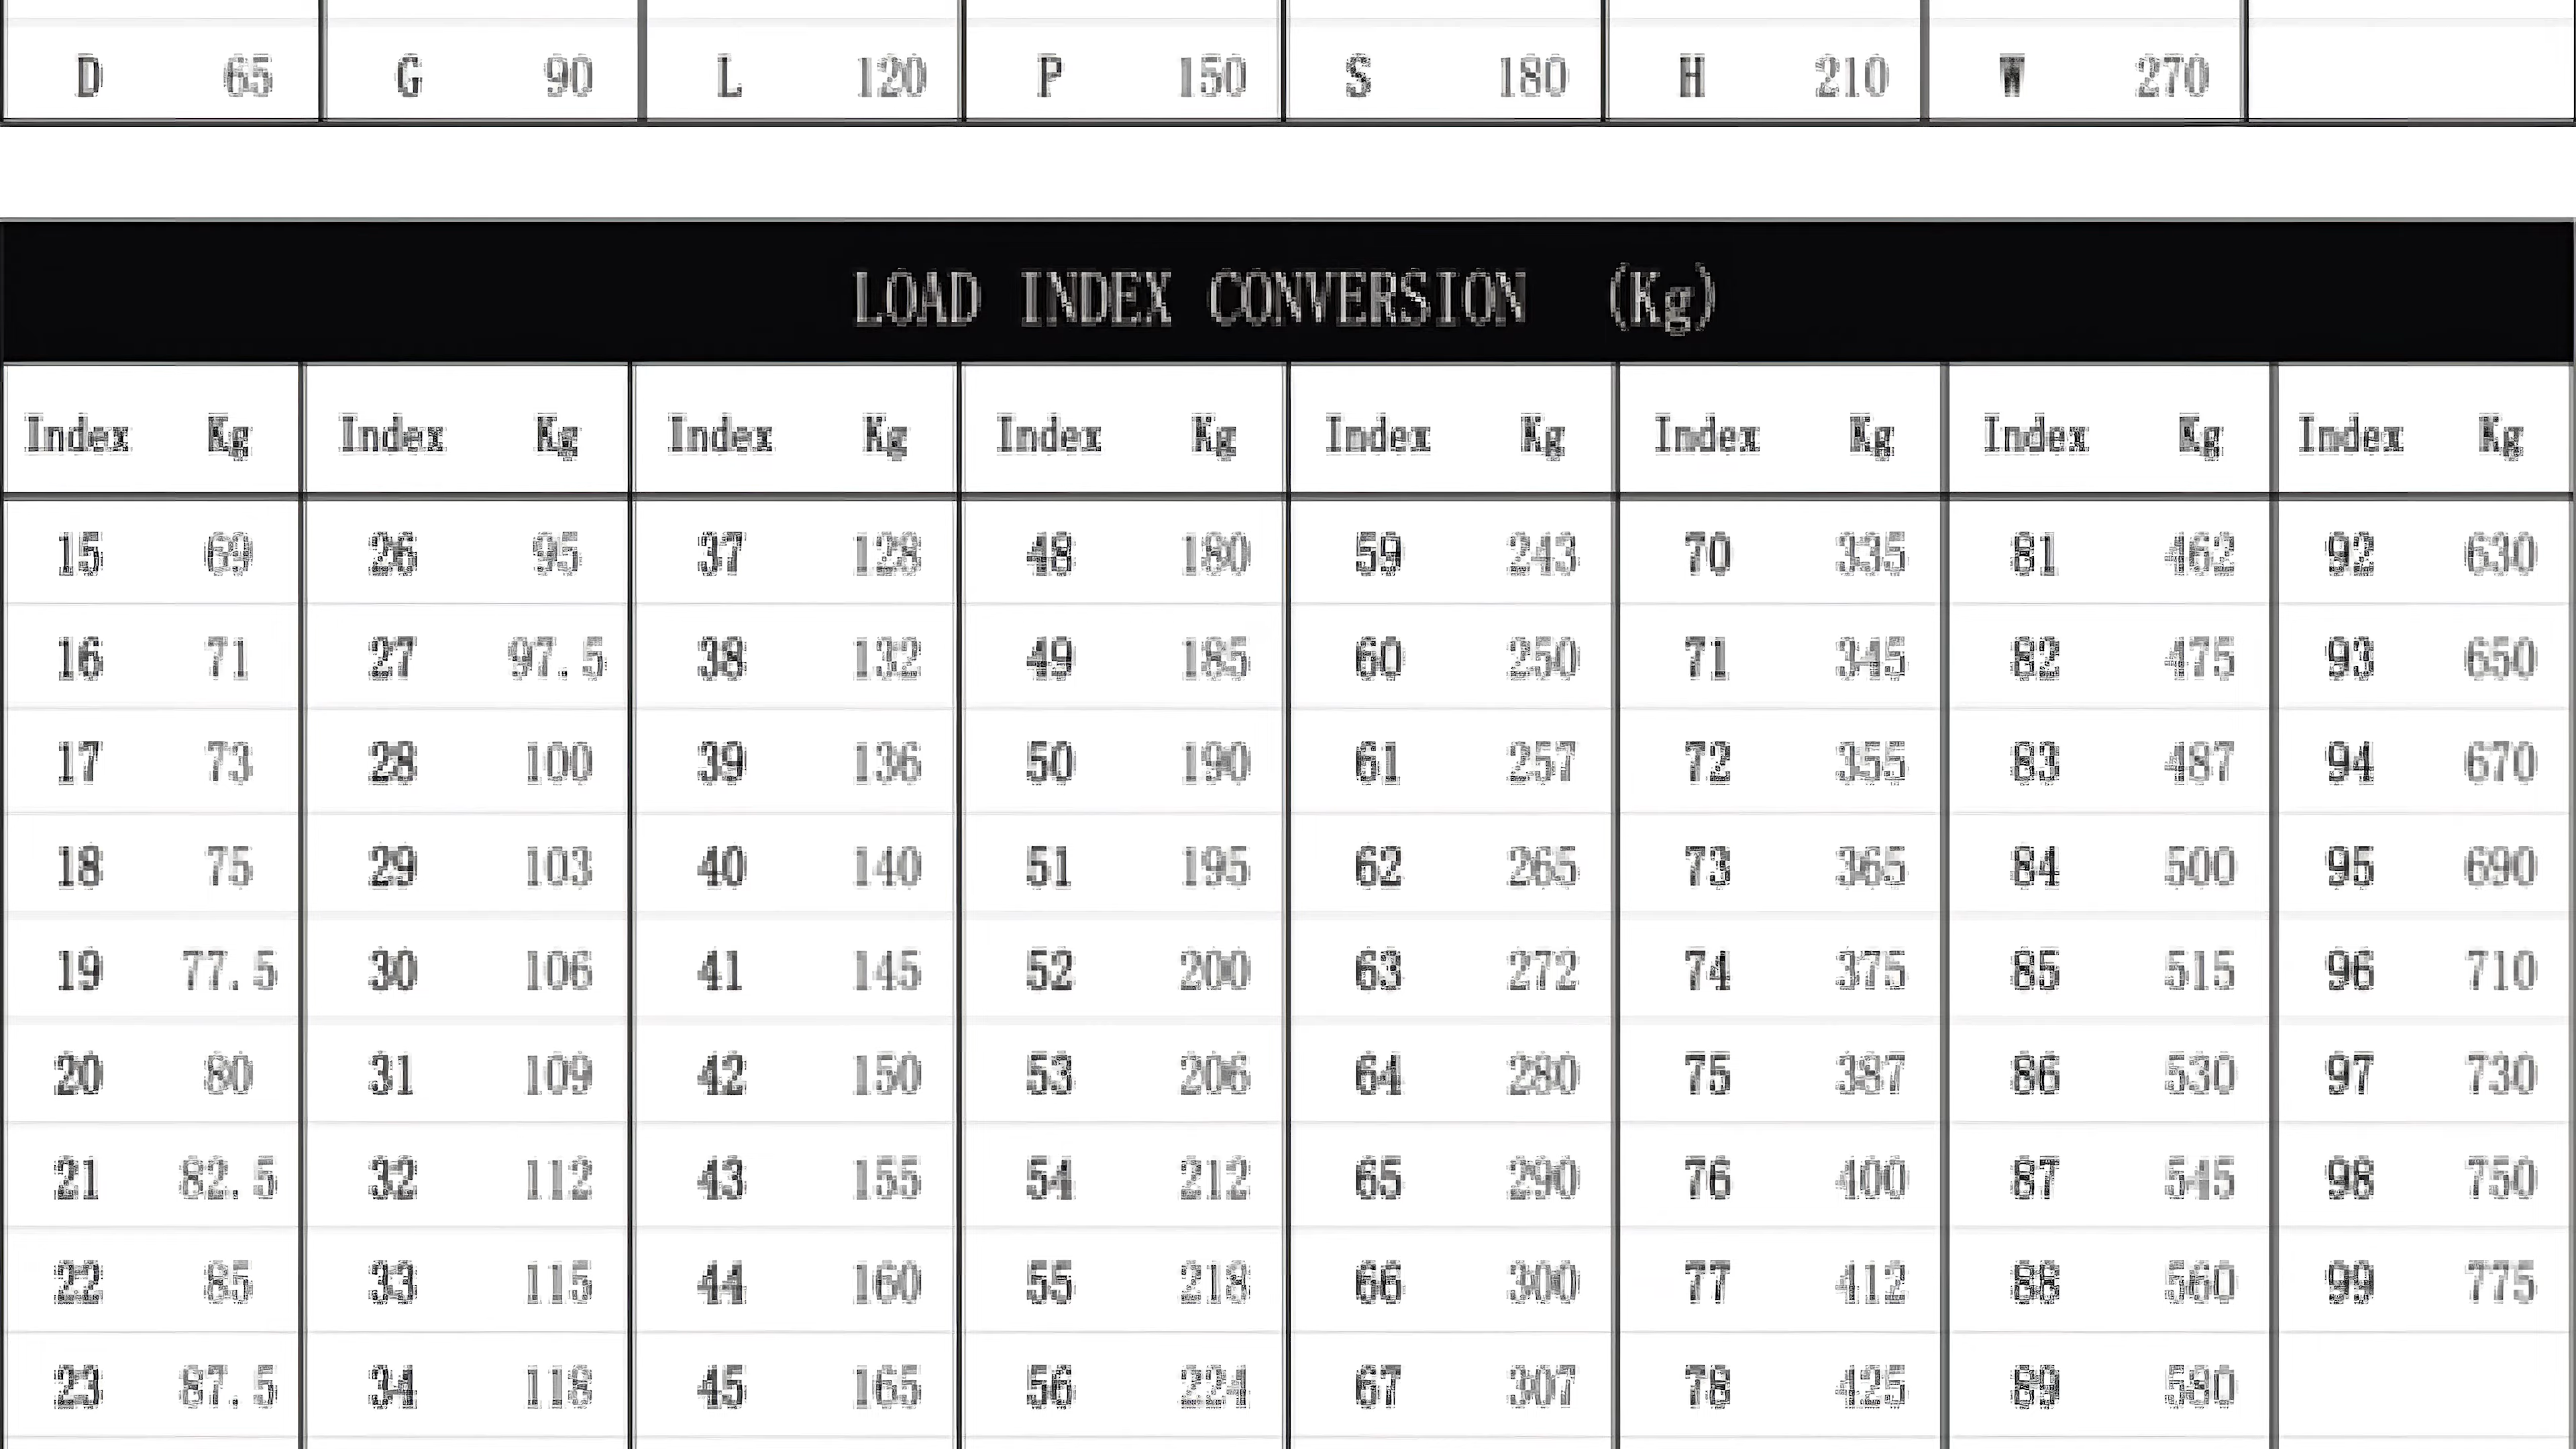 D 65 G 90 L 120 P 150 S 180 H 210 W 270
LOAD INDEX CONVERSION (Kg)
Index Kg Index Kg Index Kg Index Kg Index Kg Index Kg Index Kg Index Kg
15 69 26 95 37 128 48 180 59 243 70 335 81 462 92 630
16 71 27 97.5 38 132 49 185 60 250 71 345 82 475 93 650
17 73 28 100 39 136 50 190 61 257 72 355 83 487 94 670
18 75 29 103 40 140 51 195 62 265 73 365 84 500 95 690
19 77.5 30 106 41 145 52 200 63 272 74 375 85 515 96 710
20 80 31 109 42 150 53 206 64 280 75 387 86 530 97 730
21 82.5 32 112 43 155 54 212 65 290 76 400 87 545 98 750
22 85 33 115 44 160 55 218 66 300 77 412 88 560 99 775
23 87.5 34 118 45 165 56 224 67 307 78 425 89 580